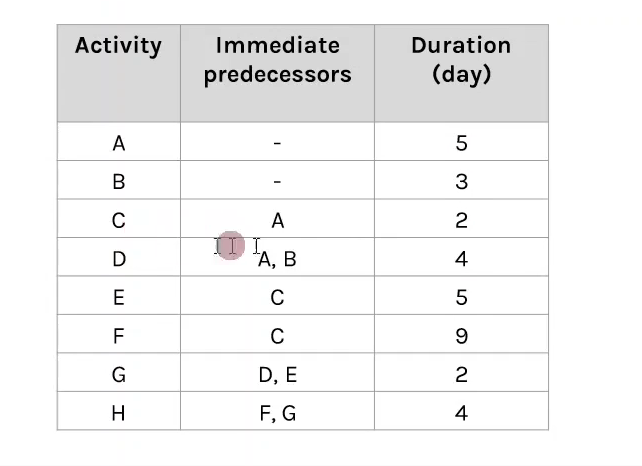 Activity Immediate predecessors Duration (day)
A - 5
B - 3
C A 2
D A, B 4
E C 5
F C 9
G D, E 2
H F, G 4